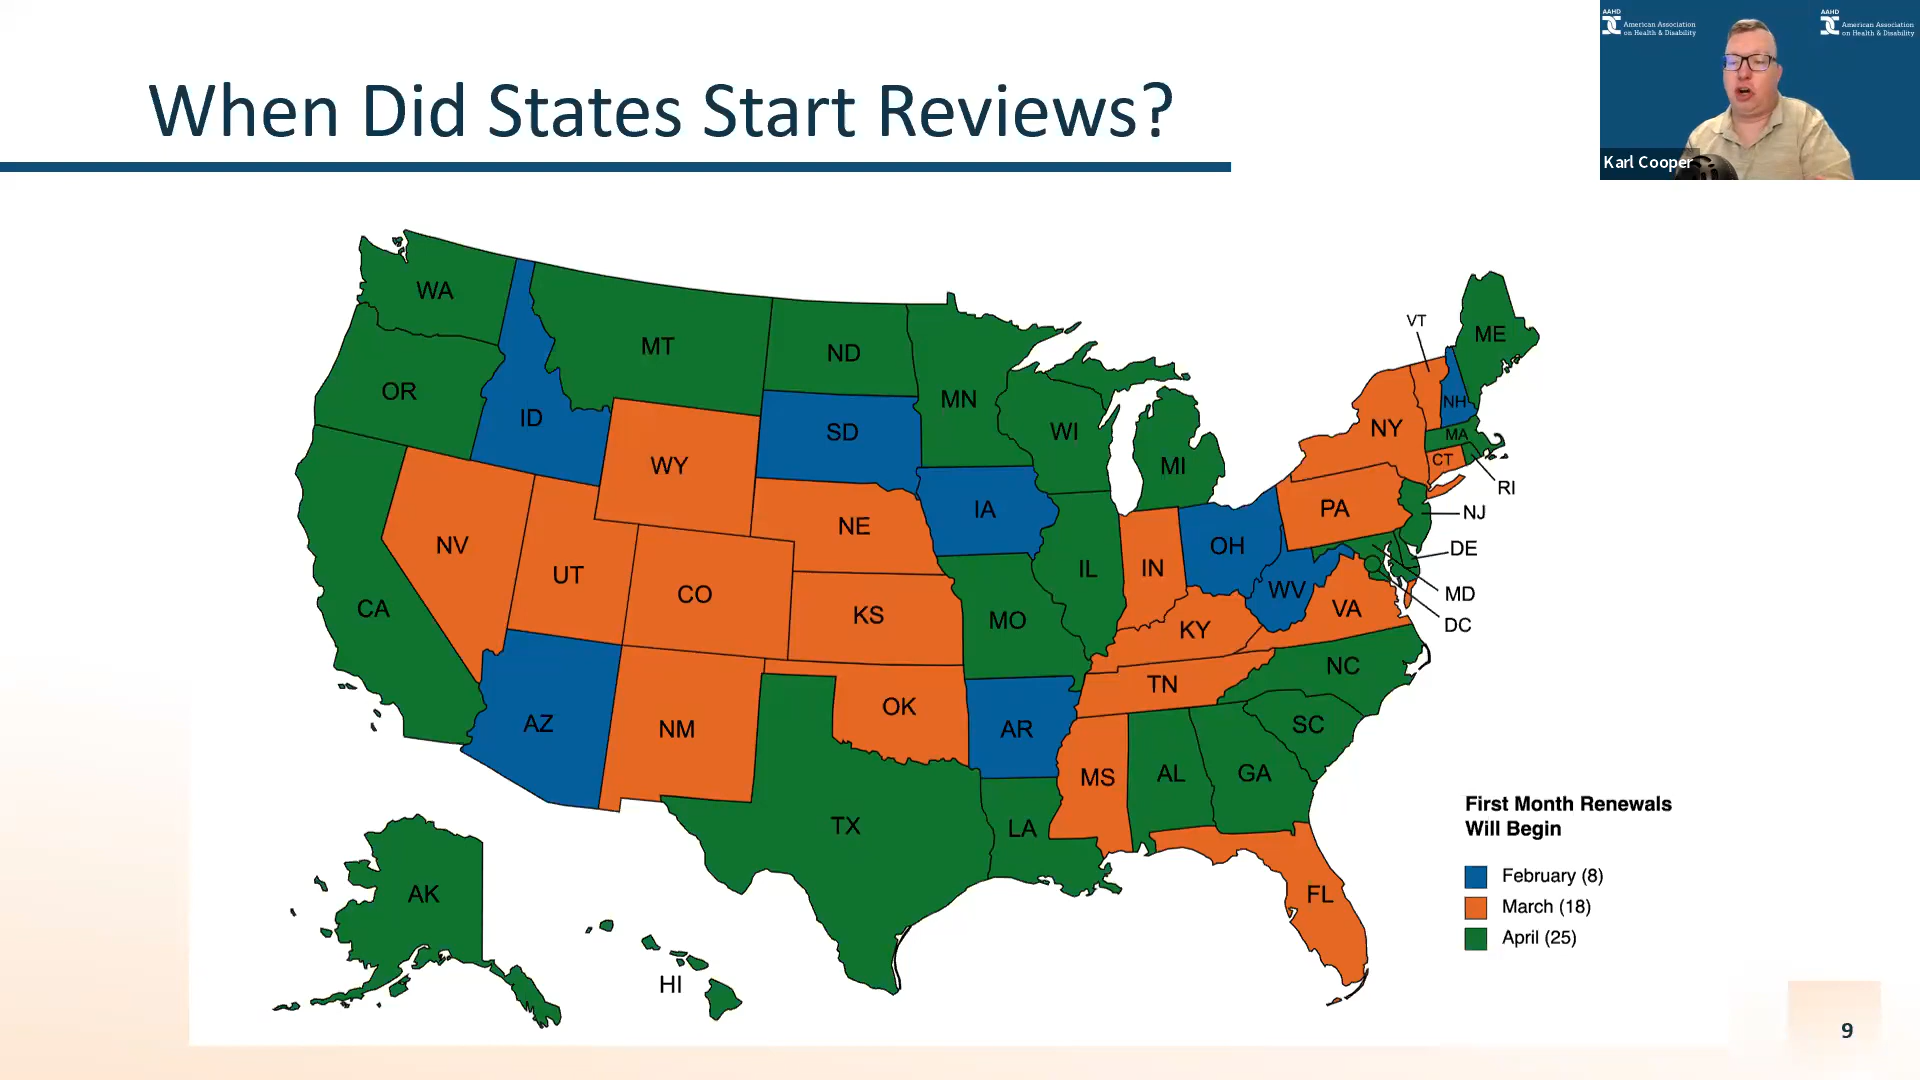 AAHD
American Association
on Health & Disability
AAHD
American Association
on Health & Disability
Karl Cooper
When Did States Start Reviews?
WA
MT
ND
MN
VT
ME
OR
ID
SD
WI
NH
NY
MA
WY
MI
CT
RI
NE
IA
PA
NJ
NV
OH
DE
UT
CO
IL
IN
WV
MD
CA
KS
MO
KY
VA
DC
NC
TN
AZ
NM
OK
AR
SC
MS
AL
GA
TX
LA
AK
HI
FL
First Month Renewals
Will Begin
February (8)
March (18)
April (25)
9